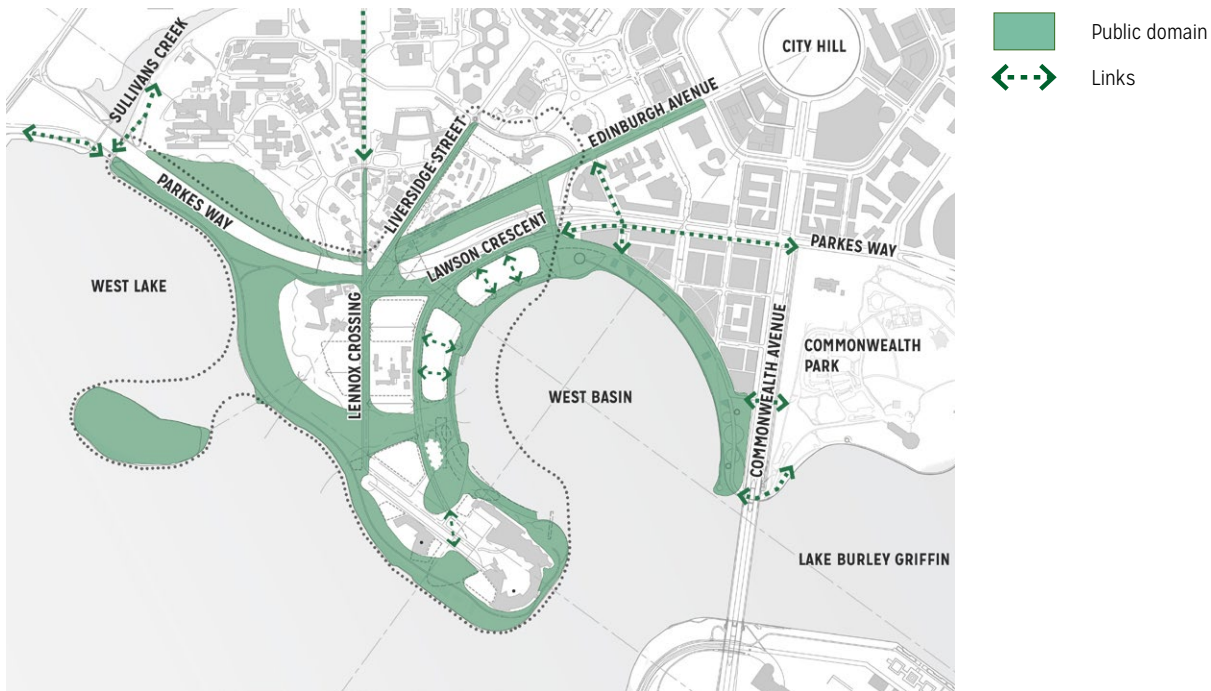 SULLIVANS CREEK
CITY HILL
EDINBURGH AVENUE
LIVERSIDGE STREET
PARKES WAY
LAWSON CRESCENT
PARKES WAY
WEST LAKE
LENNOX CROSSING
WEST BASIN
COMMONWEALTH AVENUE
COMMONWEALTH
PARK
LAKE BURLEY GRIFFIN
Public domain
Links